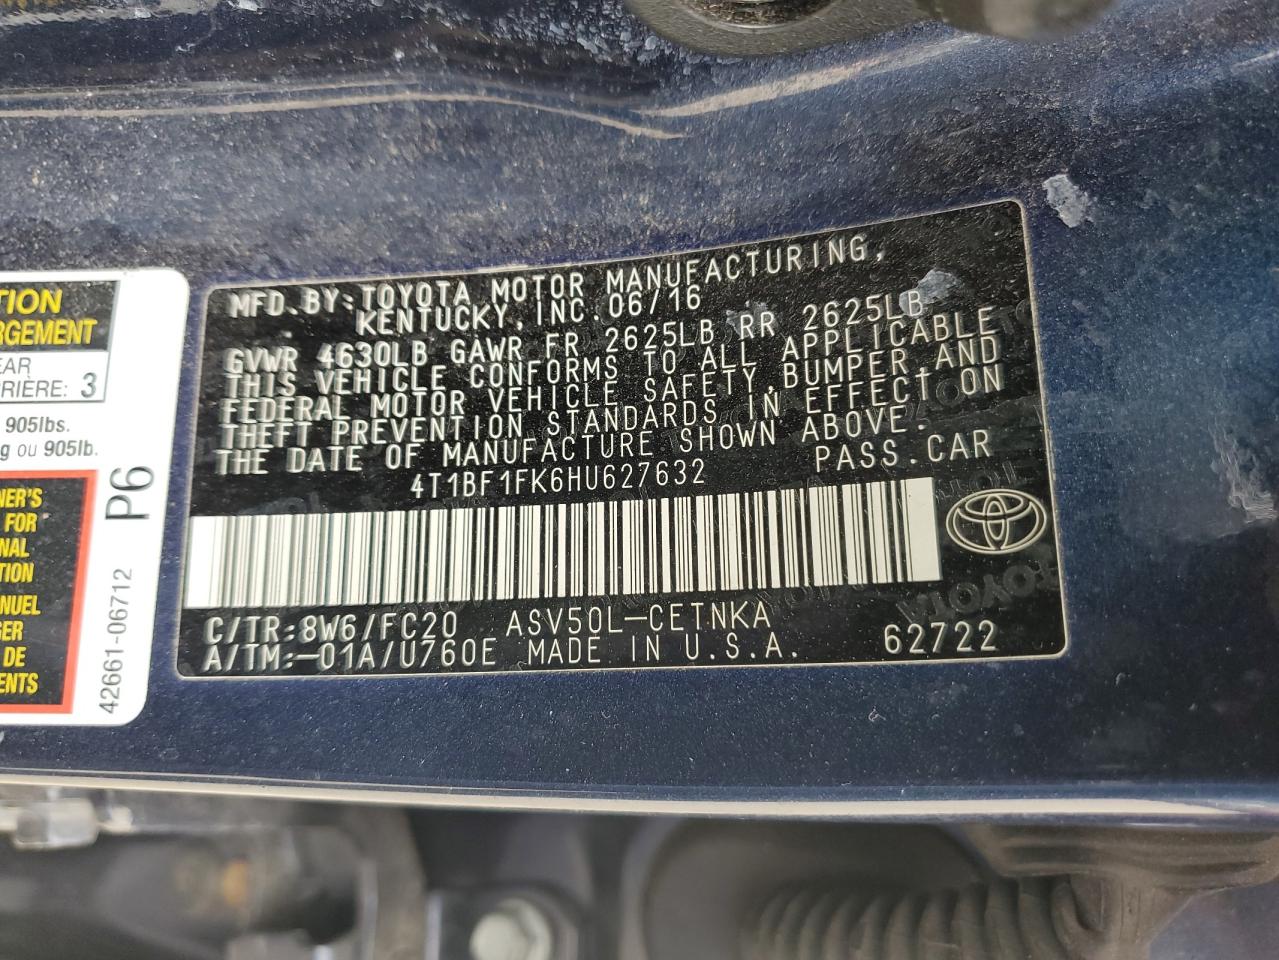 TION
RGEMENT
EAR
RRIÈRE: 3
905lbs.
g ou 905lb.
NER'S
FOR
NAL
TION
NUEL
GER
DE
ENTS
42661-06712 P6
MFD.BY:TOYOTA MOTOR MANUFACTURING,
KENTUCKY,INC.06/16
GVWR 4630LB GAWR FR 2625LB RR 2625LB
THIS VEHICLE CONFORMS TO ALL APPLICABLE
FEDERAL MOTOR VEHICLE SAFETY,BUMPER,AND
THEFT PREVENTION STANDARDS IN EFFECT ON
THE DATE OF MANUFACTURE SHOWN ABOVE.
4T1BF1FK6HU627632 PASS.CAR
C/TR:8W6/FC20 ASV50L-CETNKA
A/TM:-01A/U760E MADE IN U.S.A. 62722
TOYOTA